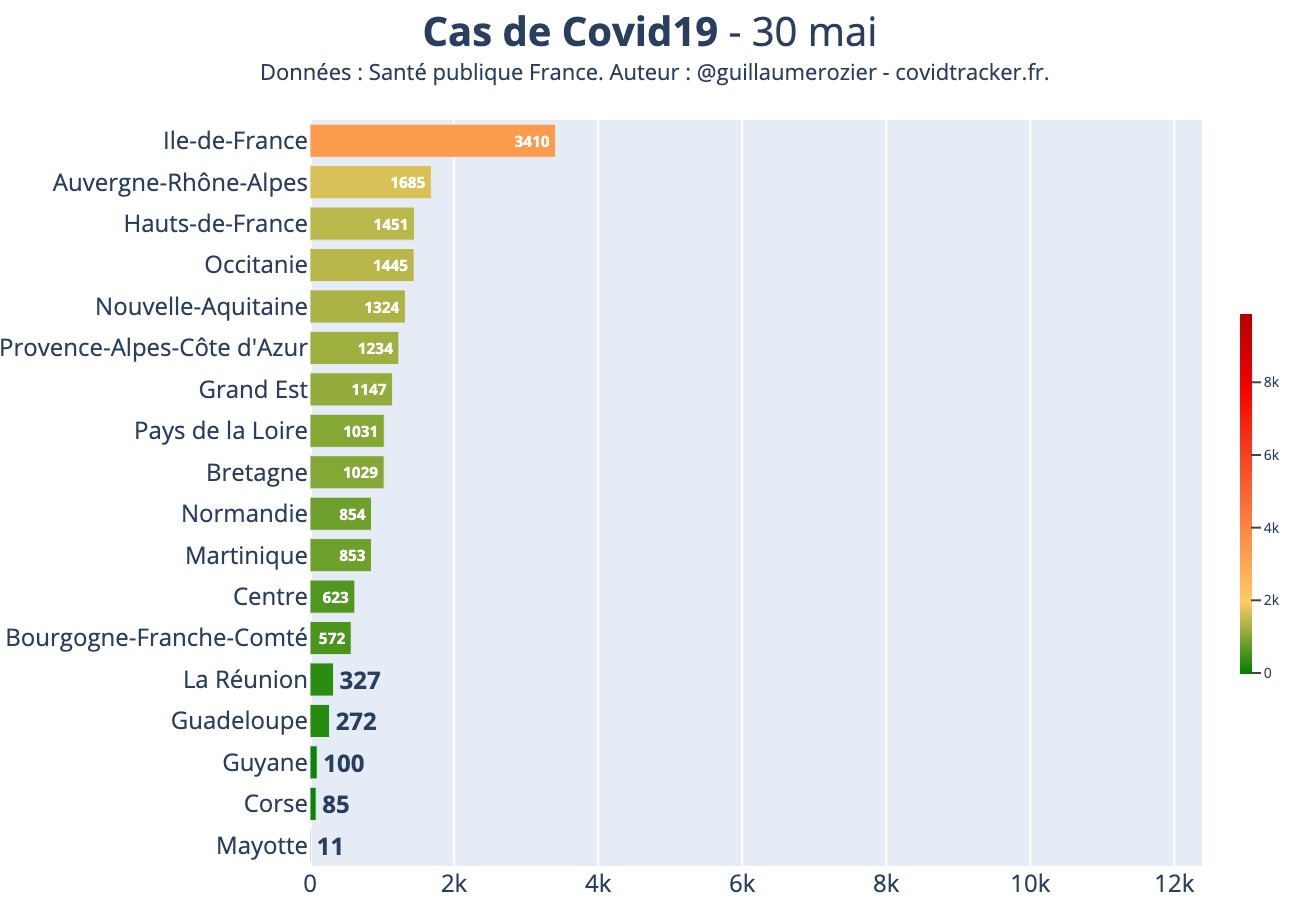 Cas de Covid19 - 30 mai
Données : Santé publique France. Auteur : @guillaumerozier - covidtracker.fr.
Ile-de-France 3410
Auvergne-Rhône-Alpes 1685
Hauts-de-France 1451
Occitanie 1445
Nouvelle-Aquitaine 1324
Provence-Alpes-Côte d'Azur 1234
Grand Est 1147
Pays de la Loire 1031
Bretagne 1029
Normandie 854
Martinique 853
Centre 623
Bourgogne-Franche-Comté 572
La Réunion 327
Guadeloupe 272
Guyane 100
Corse 85
Mayotte 11
0 2k 4k 6k 8k 10k 12k
8k
6k
4k
2k
0